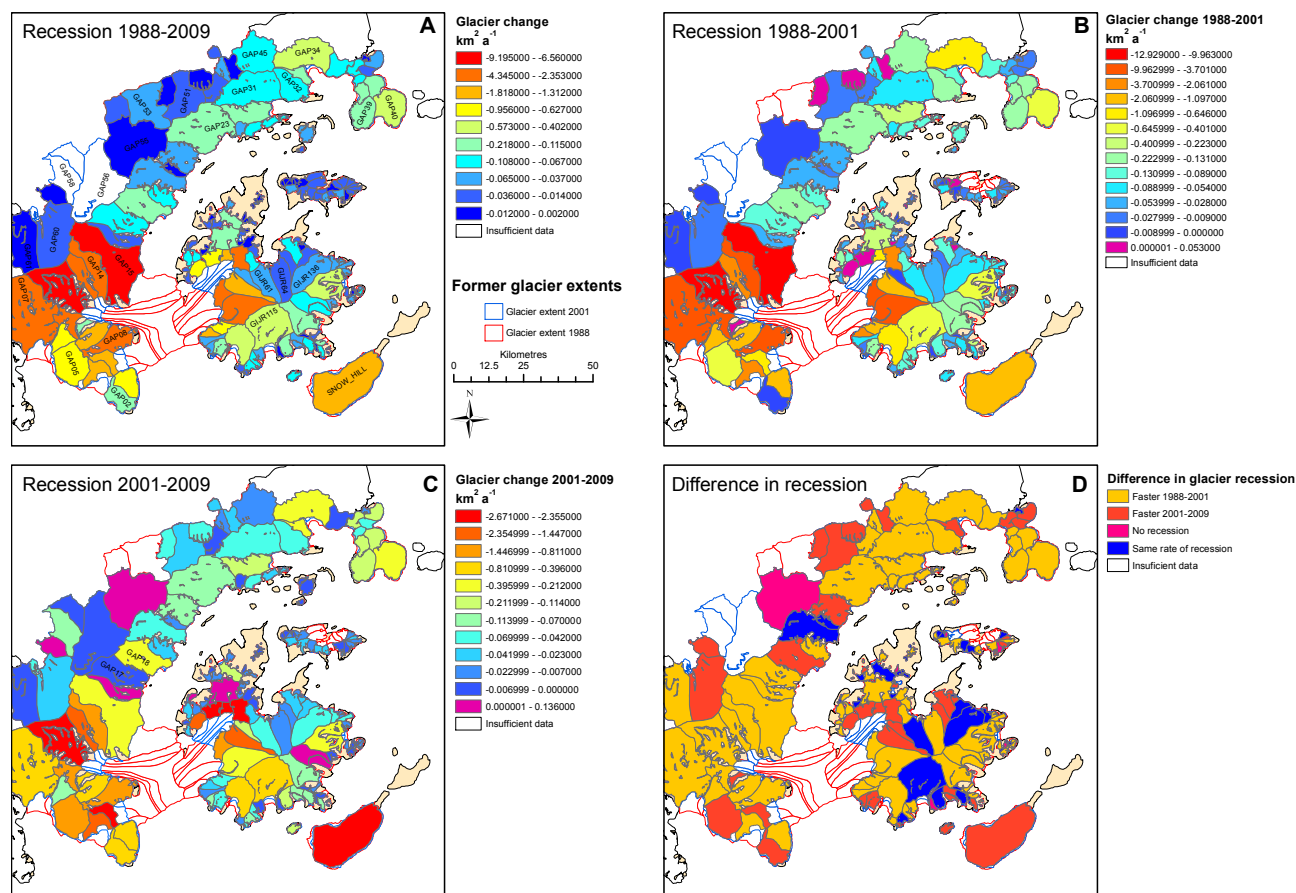 Recession 1988-2009
A
Glacier change
km² a⁻¹
-9.195000 - -6.560000
-4.345000 - -2.353000
-1.818000 - -1.312000
-0.956000 - -0.627000
-0.573000 - -0.402000
-0.218000 - -0.115000
-0.108000 - -0.067000
-0.065000 - -0.037000
-0.036000 - -0.014000
-0.012000 - 0.002000
Insufficient data
Former glacier extents
Glacier extent 2001
Glacier extent 1988
Kilometres
0 25 50
N
GAP45
GAP34
GAP51
GAP31
GAP32
GAP53
GAP39
GAP40
GAP23
GAP58
GAP56
GAP60
GAP14
GAP15
GAP07
GAP08
GAP05
GAP02
GIJR61
GIJR64
GIJR136
GIJR115
SNOW_HILL
Recession 1988-2001
B
Glacier change 1988-2001
km² a⁻¹
-12.929000 - -9.963000
-9.962999 - -3.701000
-3.700999 - -2.061000
-2.060999 - -1.097000
-1.096999 - -0.646000
-0.645999 - -0.401000
-0.400999 - -0.223000
-0.222999 - -0.131000
-0.130999 - -0.089000
-0.088999 - -0.054000
-0.053999 - -0.028000
-0.027999 - -0.009000
-0.008999 - -0.000000
0.000001 - -0.053000
Insufficient data
Recession 2001-2009
C
Glacier change 2001-2009
km² a⁻¹
-2.671000 - -2.355000
-2.354999 - -1.447000
-1.446999 - -0.811000
-0.810999 - -0.396000
-0.395999 - -0.212000
-0.211999 - -0.114000
-0.113999 - -0.070000
-0.069999 - -0.042000
-0.041999 - -0.023000
-0.022999 - -0.007000
-0.006999 - 0.000000
0.000001 - 0.136000
Insufficient data
GAP18
GAP17
Difference in recession
D
Difference in glacier recession
Faster 1988-2001
Faster 2001-2009
No recession
Same rate of recession
Insufficient data